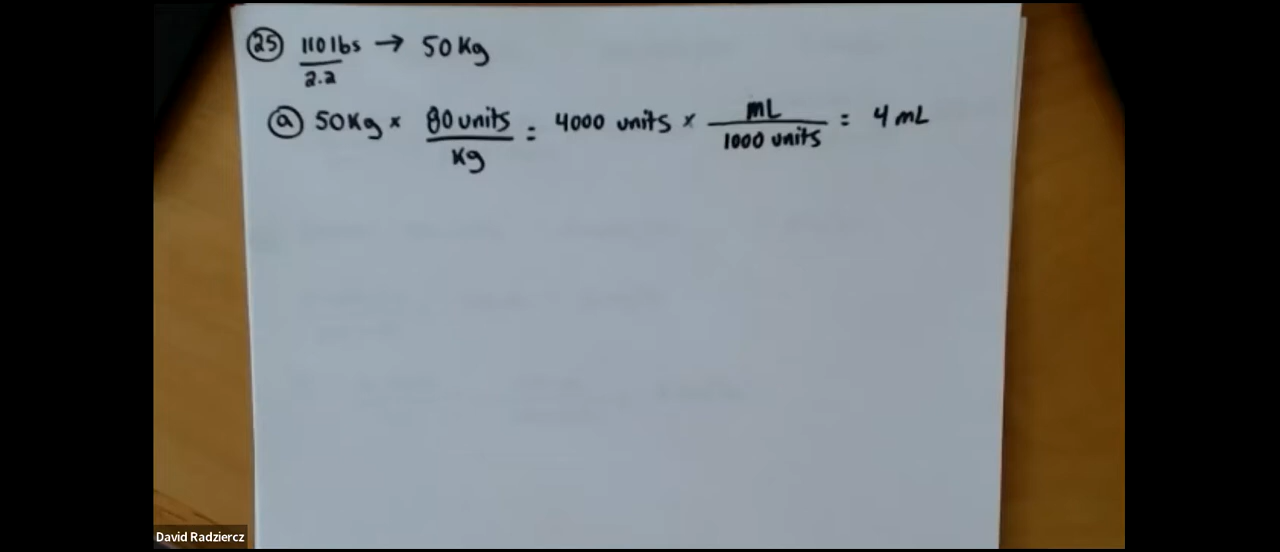 25 110 lbs → 50 Kg
2.2
a 50 Kg × 80 units = 4000 units × mL = 4 mL
Kg 1000 units
David Radziercz